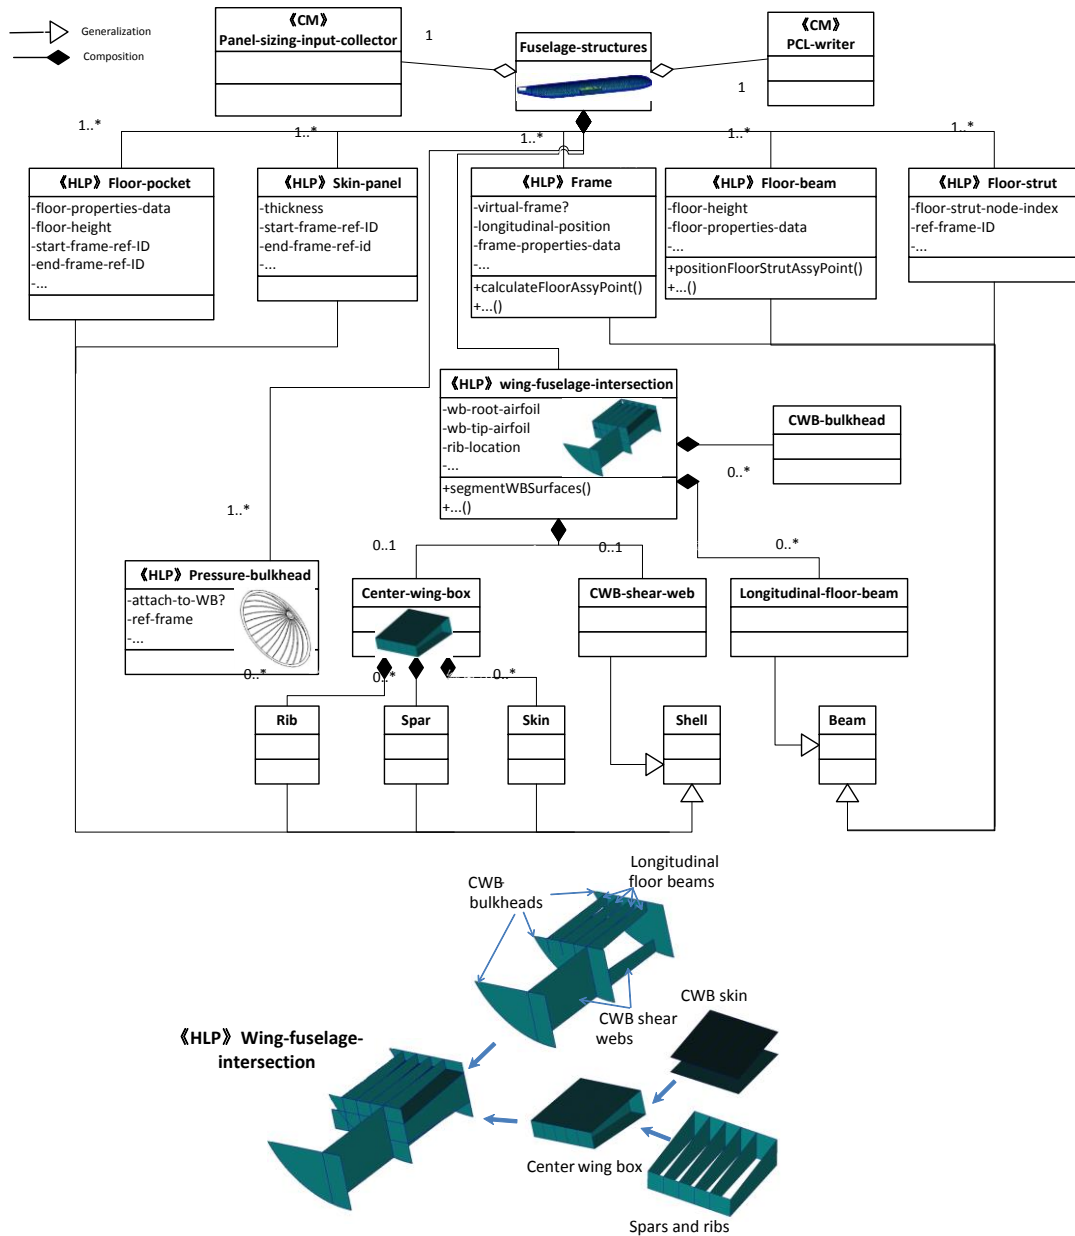 Generalization
Composition
《CM》
Panel-sizing-input-collector
1
Fuselage-structures
《CM》
PCL-writer
1
1..*
1..*
1..*
1..*
1..*
《HLP》 Floor-pocket
-floor-properties-data
-floor-height
-start-frame-ref-ID
-end-frame-ref-ID
-...
《HLP》 Skin-panel
-thickness
-start-frame-ref-ID
-end-frame-ref-id
-...
《HLP》 Frame
-virtual-frame?
-longitudinal-position
-frame-properties-data
-...
+calculateFloorAssyPoint()
+...()
《HLP》 Floor-beam
-floor-height
-floor-properties-data
-...
+positionFloorStrutAssyPoint()
+...()
《HLP》 Floor-strut
-floor-strut-node-index
-ref-frame-ID
-...
《HLP》 wing-fuselage-intersection
-wb-root-airfoil
-wb-tip-airfoil
-rib-location
-...
+segmentWBSurfaces()
+...()
CWB-bulkhead
0..*
1..*
0..1
0..1
0..*
《HLP》 Pressure-bulkhead
-attach-to-WB?
-ref-frame
-...
Center-wing-box
CWB-shear-web
Longitudinal-floor-beam
0..*
0..*
0..*
Rib
Spar
Skin
Shell
Beam
Longitudinal
floor beams
CWB
bulkheads
CWB skin
CWB shear
webs
《HLP》 Wing-fuselage-
intersection
Center wing box
Spars and ribs